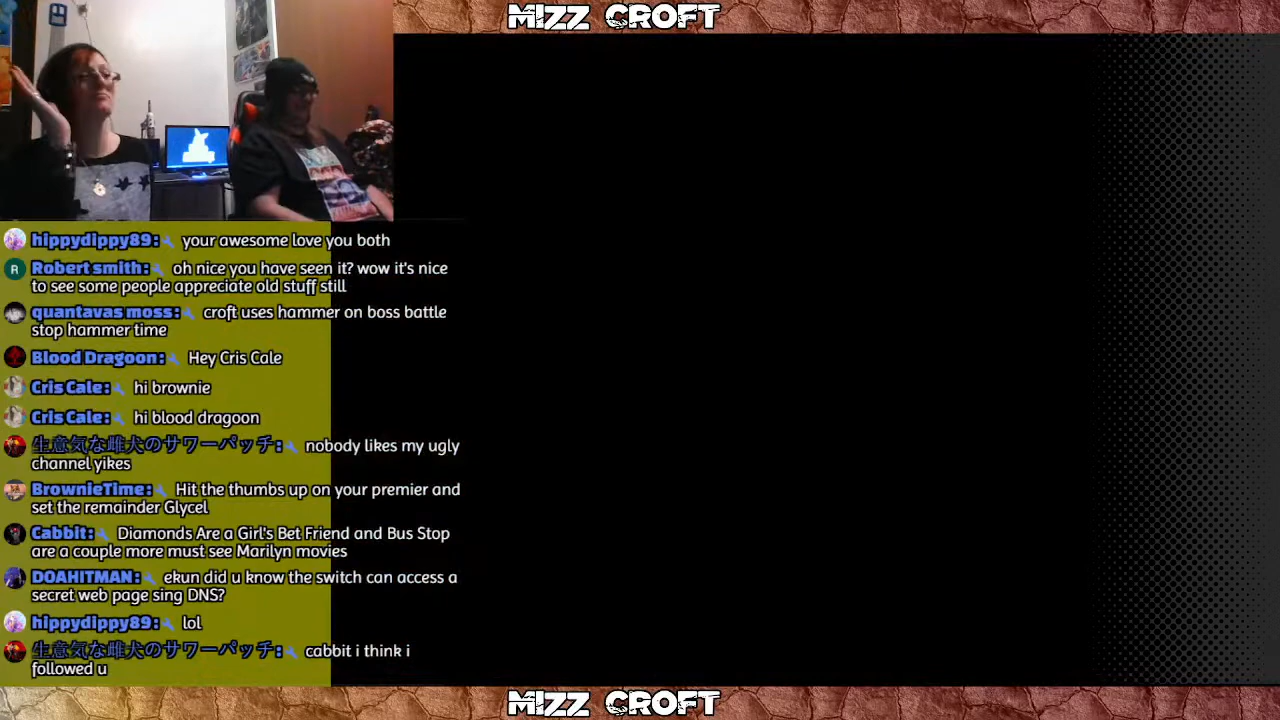 MIZZ CROFT
hippydippy89: your awesome love you both
Robert smith: oh nice you have seen it? wow it's nice
to see some people appreciate old stuff still
quantavas moss: croft uses hammer on boss battle
stop hammer time
Blood Dragoon: Hey Cris Cale
Cris Cale: hi brownie
Cris Cale: hi blood dragoon
生意気な雌犬のサワーパッチ: nobody likes my ugly
channel yikes
BrownieTime: Hit the thumbs up on your premier and
set the remainder Glycel
Cabbit: Diamonds Are a Girl's Bet Friend and Bus Stop
are a couple more must see Marilyn movies
DOAHITMAN: ekun did u know the switch can access a
secret web page sing DNS?
hippydippy89: lol
生意気な雌犬のサワーパッチ: cabbit i think i
followed u
MIZZ CROFT